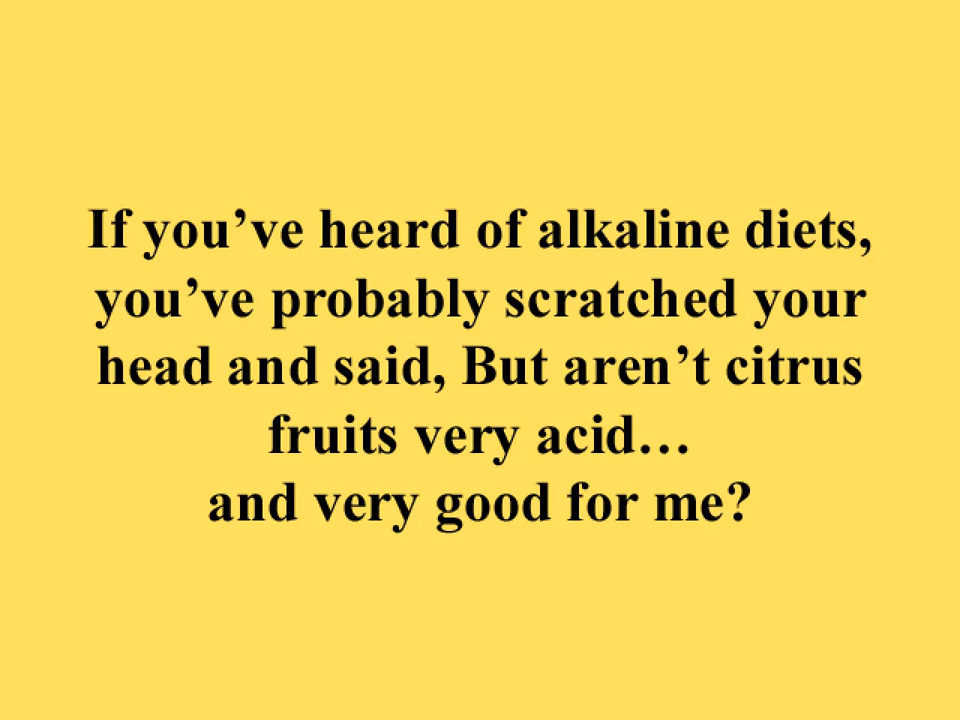 If you’ve heard of alkaline diets,
you’ve probably scratched your
head and said, But aren’t citrus
fruits very acid…
and very good for me?